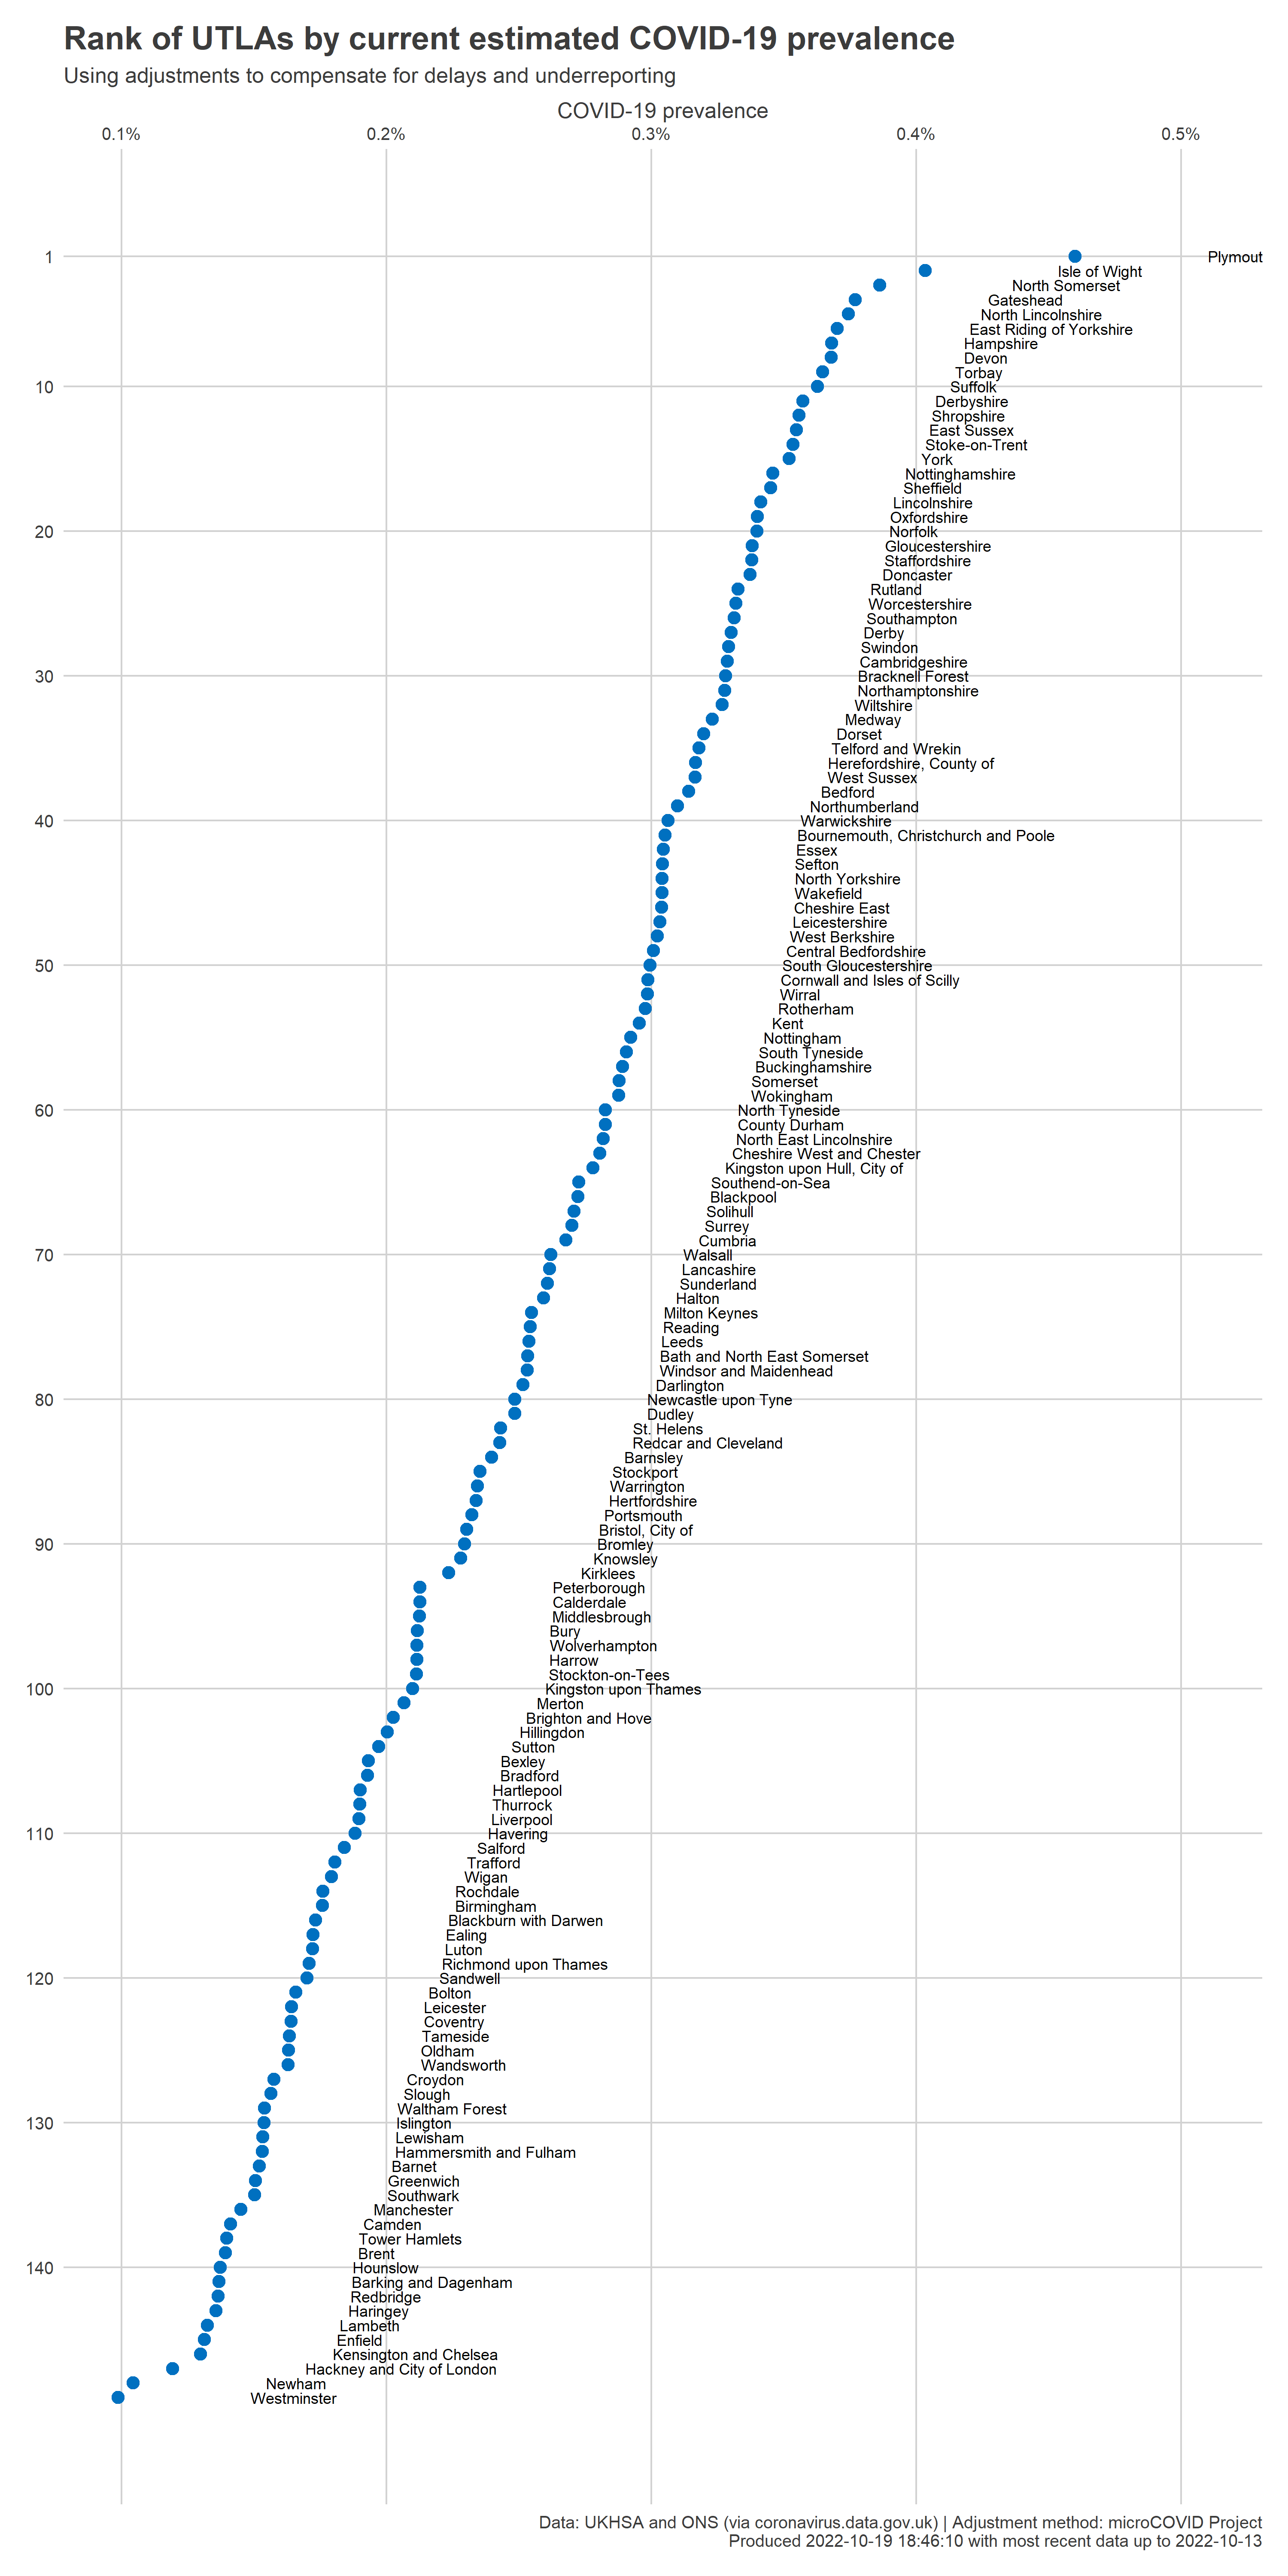 Rank of UTLAs by current estimated COVID-19 prevalence
Using adjustments to compensate for delays and underreporting
COVID-19 prevalence
0.1% 0.2% 0.3% 0.4% 0.5%
1 Plymout
Isle of Wight
North Somerset
Gateshead
North Lincolnshire
East Riding of Yorkshire
Hampshire
Devon
Torbay
10 Suffolk
Derbyshire
Shropshire
East Sussex
Stoke-on-Trent
York
Nottinghamshire
Sheffield
Lincolnshire
Oxfordshire
20 Norfolk
Gloucestershire
Staffordshire
Doncaster
Rutland
Worcestershire
Southampton
Derby
Swindon
Cambridgeshire
30 Bracknell Forest
Northamptonshire
Wiltshire
Medway
Dorset
Telford and Wrekin
Herefordshire, County of
West Sussex
Bedford
Northumberland
40 Warwickshire
Bournemouth, Christchurch and Poole
Essex
Sefton
North Yorkshire
Wakefield
Cheshire East
Leicestershire
West Berkshire
Central Bedfordshire
50 South Gloucestershire
Cornwall and Isles of Scilly
Wirral
Rotherham
Kent
Nottingham
South Tyneside
Buckinghamshire
Somerset
Wokingham
60 North Tyneside
County Durham
North East Lincolnshire
Cheshire West and Chester
Kingston upon Hull, City of
Southend-on-Sea
Blackpool
Solihull
Surrey
Cumbria
70 Walsall
Lancashire
Sunderland
Halton
Milton Keynes
Reading
Leeds
Bath and North East Somerset
Windsor and Maidenhead
Darlington
80 Newcastle upon Tyne
Dudley
St. Helens
Redcar and Cleveland
Barnsley
Stockport
Warrington
Hertfordshire
Portsmouth
Bristol, City of
90 Bromley
Knowsley
Kirklees
Peterborough
Calderdale
Middlesbrough
Bury
Wolverhampton
Harrow
Stockton-on-Tees
100 Kingston upon Thames
Merton
Brighton and Hove
Hillingdon
Sutton
Bexley
Bradford
Hartlepool
Thurrock
Liverpool
110 Havering
Salford
Trafford
Wigan
Rochdale
Birmingham
Blackburn with Darwen
Ealing
Luton
Richmond upon Thames
120 Sandwell
Bolton
Leicester
Coventry
Tameside
Oldham
Wandsworth
Croydon
Slough
Waltham Forest
130 Islington
Lewisham
Hammersmith and Fulham
Barnet
Greenwich
Southwark
Manchester
Camden
Tower Hamlets
Brent
140 Hounslow
Barking and Dagenham
Redbridge
Haringey
Lambeth
Enfield
Kensington and Chelsea
Hackney and City of London
Newham
Westminster
Data: UKHSA and ONS (via coronavirus.data.gov.uk) | Adjustment method: microCOVID Project
Produced 2022-10-19 18:46:10 with most recent data up to 2022-10-13